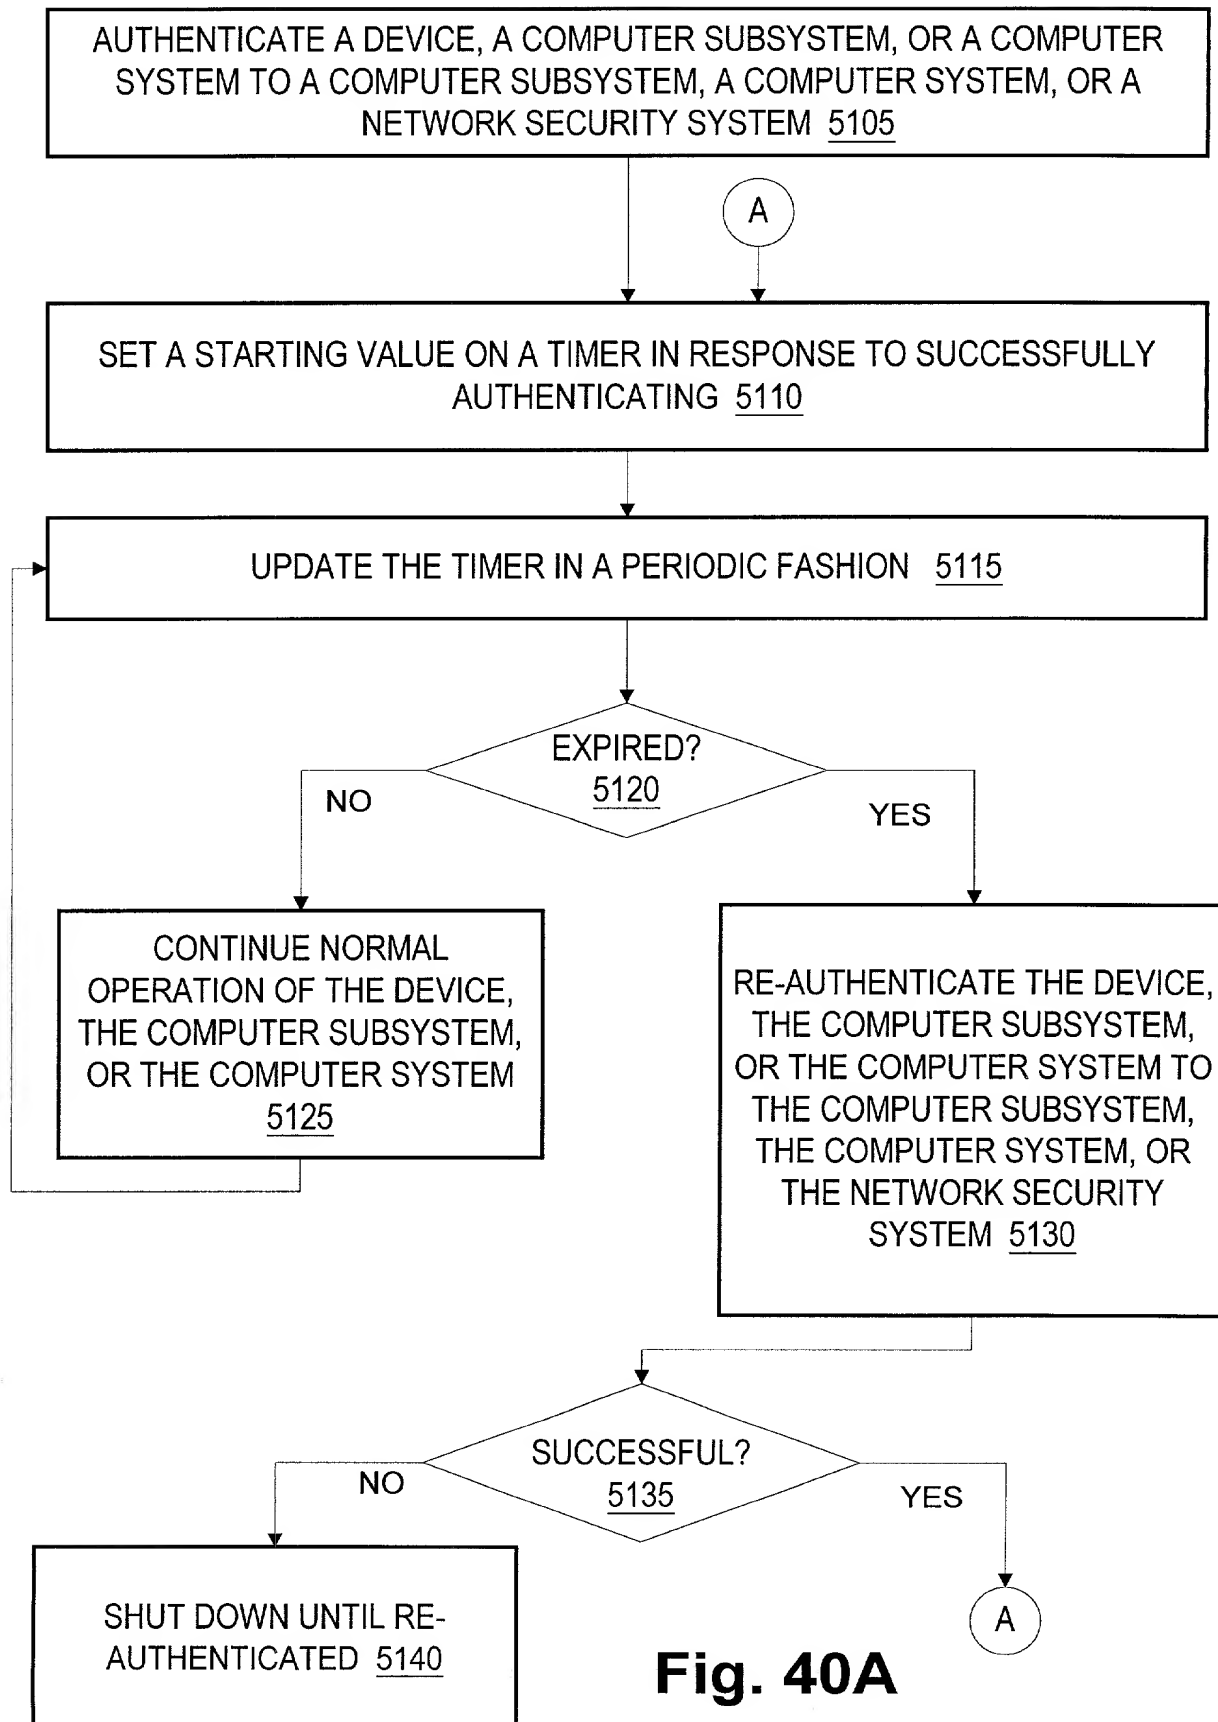 AUTHENTICATE A DEVICE, A COMPUTER SUBSYSTEM, OR A COMPUTER
SYSTEM TO A COMPUTER SUBSYSTEM, A COMPUTER SYSTEM, OR A
NETWORK SECURITY SYSTEM 5105
A
SET A STARTING VALUE ON A TIMER IN RESPONSE TO SUCCESSFULLY
AUTHENTICATING 5110
UPDATE THE TIMER IN A PERIODIC FASHION 5115
EXPIRED?
5120
NO
YES
CONTINUE NORMAL
OPERATION OF THE DEVICE,
THE COMPUTER SUBSYSTEM,
OR THE COMPUTER SYSTEM
5125
RE-AUTHENTICATE THE DEVICE,
THE COMPUTER SUBSYSTEM,
OR THE COMPUTER SYSTEM TO
THE COMPUTER SUBSYSTEM,
THE COMPUTER SYSTEM, OR
THE NETWORK SECURITY
SYSTEM 5130
SUCCESSFUL?
5135
NO
YES
SHUT DOWN UNTIL RE-
AUTHENTICATED 5140
A
Fig. 40A